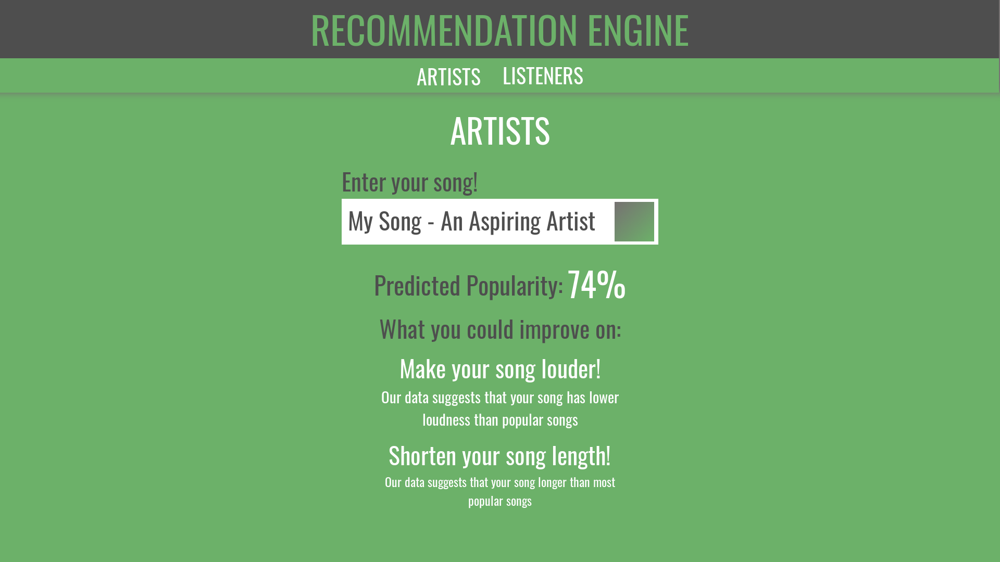 RECOMMENDATION ENGINE
ARTISTS LISTENERS
ARTISTS
Enter your song!
My Song - An Aspiring Artist
Predicted Popularity: 74%
What you could improve on:
Make your song louder!
Our data suggests that your song has lower
loudness than popular songs
Shorten your song length!
Our data suggests that your song longer than most
popular songs